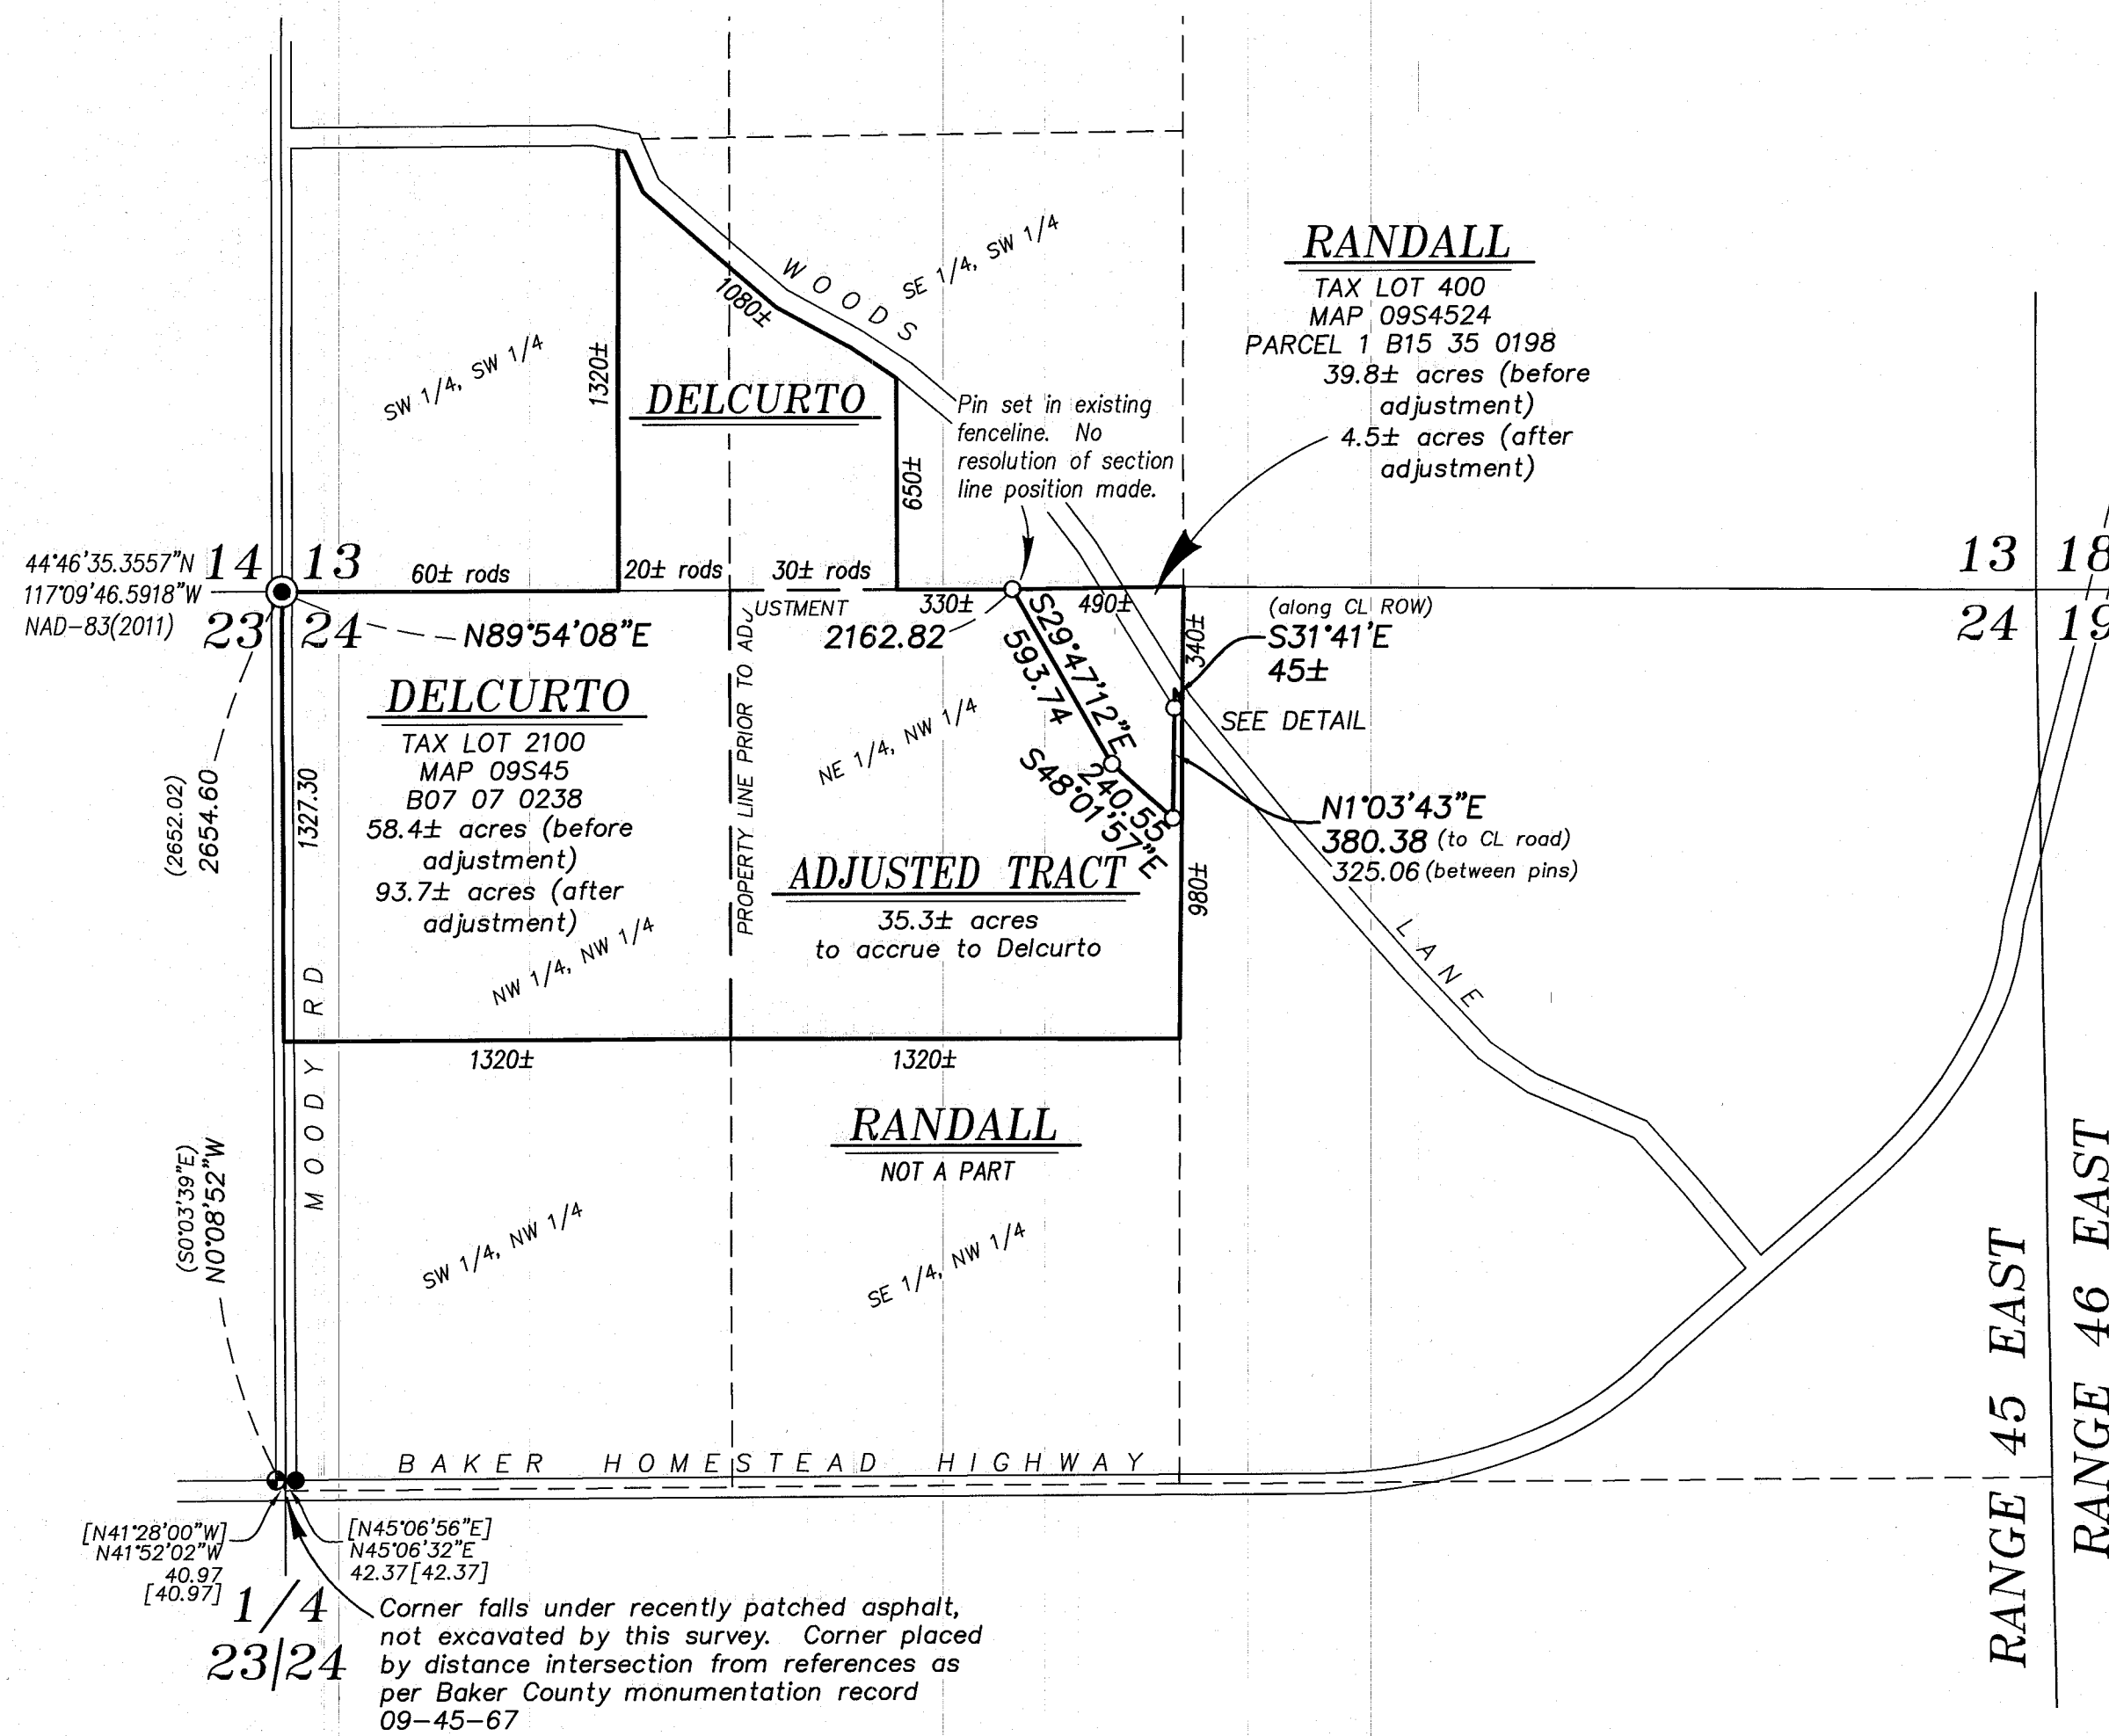 WOODS
SE 1/4, SW 1/4
SW 1/4, SW 1/4
1080±
1320±
DELCURTO
650±
Pin set in existing
fenceline. No
resolution of section
line position made.
RANDALL
TAX LOT 400
MAP 09S4524
PARCEL 1 B15 35 0198
39.8± acres (before
adjustment)
4.5± acres (after
adjustment)
44°46'35.3557"N
117°09'46.5918"W
NAD-83(2011)
14 13
23 24
60± rods
20± rods
30± rods
13 18
24 19
N89°54'08"E
PROPERTY LINE PRIOR TO ADJUSTMENT
330±
2162.82
490±
S29°47'12"E
593.74
340±
(along CL ROW)
S31°41'E
45±
SEE DETAIL
DELCURTO
TAX LOT 2100
MAP 09S45
B07 07 0238
58.4± acres (before
adjustment)
93.7± acres (after
adjustment)
NW 1/4, NW 1/4
(2652.02)
2654.60
1327.30
NE 1/4, NW 1/4
240.55
S48°01'57"E
N1°03'43"E
380.38 (to CL road)
325.06 (between pins)
ADJUSTED TRACT
35.3± acres
to accrue to Delcurto
980±
LANE
MOODY RD
1320±
1320±
RANDALL
NOT A PART
(S0°03'39"E)
N0°08'52"W
SW 1/4, NW 1/4
SE 1/4, NW 1/4
RANGE 45 EAST
RANGE 46 EAST
BAKER HOMESTEAD HIGHWAY
[N41°28'00"W]
N41°52'02"W
40.97
[40.97]
[N45°06'56"E]
N45°06'32"E
42.37[42.37]
1/4
23|24
Corner falls under recently patched asphalt,
not excavated by this survey. Corner placed
by distance intersection from references as
per Baker County monumentation record
09-45-67